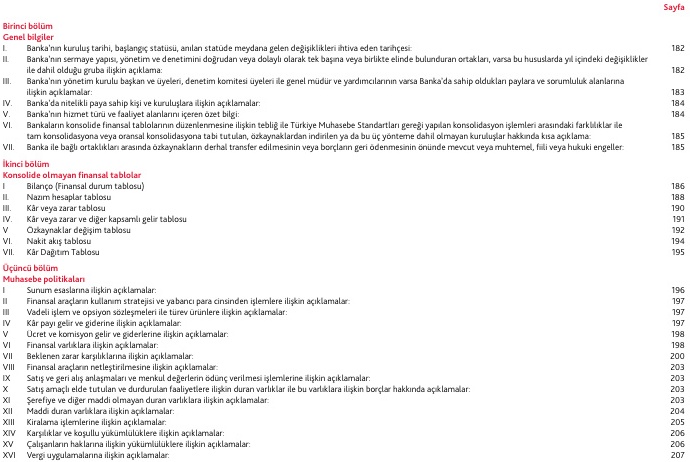 Sayfa
Birinci bölüm
Genel bilgiler
I. Banka'nın kuruluş tarihi, başlangıç statüsü, anılan statüde meydana gelen değişiklikleri ihtiva eden tarihçesi: 182
II. Banka'nın sermaye yapısı, yönetim ve denetimini doğrudan veya dolaylı olarak tek başına veya birlikte elinde bulunduran ortakları, varsa bu hususlarda yıl içindeki değişiklikler
ile dahil olduğu gruba ilişkin açıklama: 182
III. Banka'nın yönetim kurulu başkan ve üyeleri, denetim komitesi üyeleri ile genel müdür ve yardımcılarının varsa Banka'da sahip oldukları paylara ve sorumluluk alanlarına
ilişkin açıklamalar: 183
IV. Banka'da nitelikli paya sahip kişi ve kuruluşlara ilişkin açıklamalar: 184
V. Banka'nın hizmet türü ve faaliyet alanlarını içeren özet bilgi: 184
VI. Bankaların konsolide finansal tablolarının düzenlenmesine ilişkin tebliğ ile Türkiye Muhasebe Standartları gereği yapılan konsolidasyon işlemleri arasındaki farklılıklar ile
tam konsolidasyona veya oransal konsolidasyona tabi tutulan, özkaynaklardan indirilen ya da bu üç yönteme dahil olmayan kuruluşlar hakkında kısa açıklama: 185
VII. Banka ile bağlı ortaklıkları arasında özkaynakların derhal transfer edilmesinin veya borçların geri ödenmesinin önünde mevcut veya muhtemel, fiili veya hukuki engeller: 185
İkinci bölüm
Konsolide olmayan finansal tablolar
I Bilanço (Finansal durum tablosu) 186
II. Nazım hesaplar tablosu 188
III. Kâr veya zarar tablosu 190
IV. Kâr veya zarar ve diğer kapsamlı gelir tablosu 191
V Özkaynaklar değişim tablosu 192
VI. Nakit akış tablosu 194
VII. Kâr Dağıtım Tablosu 195
Üçüncü bölüm
Muhasebe politikaları
I Sunum esaslarına ilişkin açıklamalar: 196
II Finansal araçların kullanım stratejisi ve yabancı para cinsinden işlemlere ilişkin açıklamalar: 197
III Vadeli işlem ve opsiyon sözleşmeleri ile türev ürünlere ilişkin açıklamalar: 197
IV Kâr payı gelir ve giderine ilişkin açıklamalar: 197
V Ücret ve komisyon gelir ve giderlerine ilişkin açıklamalar: 198
VI Finansal varlıklara ilişkin açıklamalar: 198
VII Beklenen zarar karşılıklarına ilişkin açıklamalar: 200
VIII Finansal araçların netleştirilmesine ilişkin açıklamalar: 203
IX Satış ve geri alış anlaşmaları ve menkul değerlerin ödünç verilmesi işlemlerine ilişkin açıklamalar: 203
X Satış amaçlı elde tutulan ve durdurulan faaliyetlere ilişkin duran varlıklar ile bu varlıklara ilişkin borçlar hakkında açıklamalar: 203
XI Şerefiye ve diğer maddi olmayan duran varlıklara ilişkin açıklamalar: 203
XII Maddi duran varlıklara ilişkin açıklamalar: 204
XIII Kiralama işlemlerine ilişkin açıklamalar: 205
XIV Karşılıklar ve koşullu yükümlülüklere ilişkin açıklamalar: 206
XV Çalışanların haklarına ilişkin yükümlülüklere ilişkin açıklamalar: 206
XVI Vergi uygulamalarına ilişkin açıklamalar: 207